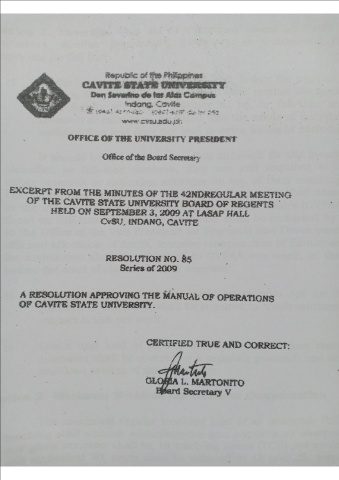 Republic of the Philippines
CAVITE STATE UNIVERSITY
Don Severino de las Alas Campus
Indang, Cavite
www.cvsu.edu.ph
OFFICE OF THE UNIVERSITY PRESIDENT
Office of the Board Secretary
EXCERPT FROM THE MINUTES OF THE 42NDREGULAR MEETING
OF THE CAVITE STATE UNIVERSITY BOARD OF REGENTS
HELD ON SEPTEMBER 3, 2009 AT LASAP HALL
CvSU, INDANG, CAVITE
RESOLUTION NO. 85
Series of 2009
A RESOLUTION APPROVING THE MANUAL OF OPERATIONS
OF CAVITE STATE UNIVERSITY.
CERTIFIED TRUE AND CORRECT:
GLORIA L. MARTONITO
Board Secretary V